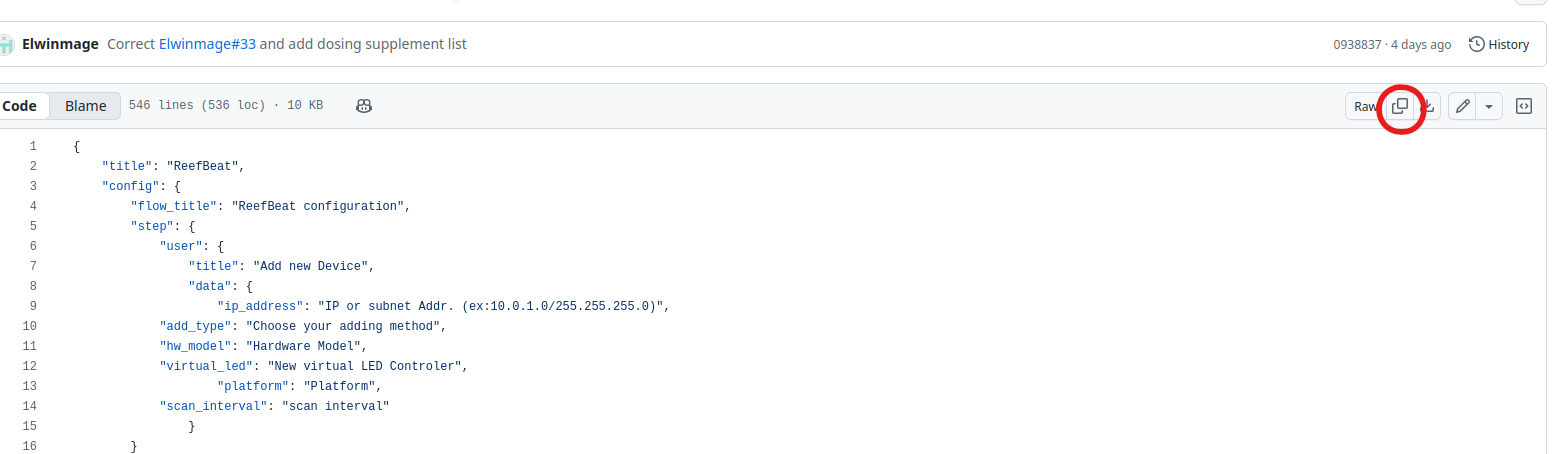 Elwinmage Correct Elwinmage#33 and add dosing supplement list 0938837 · 4 days ago History
Code Blame 546 lines (536 loc) · 10 KB Raw
1 {
2 "title": "ReefBeat",
3 "config": {
4 "flow_title": "ReefBeat configuration",
5 "step": {
6 "user": {
7 "title": "Add new Device",
8 "data": {
9 "ip_address": "IP or subnet Addr. (ex:10.0.1.0/255.255.255.0)",
10 "add_type": "Choose your adding method",
11 "hw_model": "Hardware Model",
12 "virtual_led": "New virtual LED Controler",
13 "platform": "Platform",
14 "scan_interval": "scan interval"
15 }
16 }